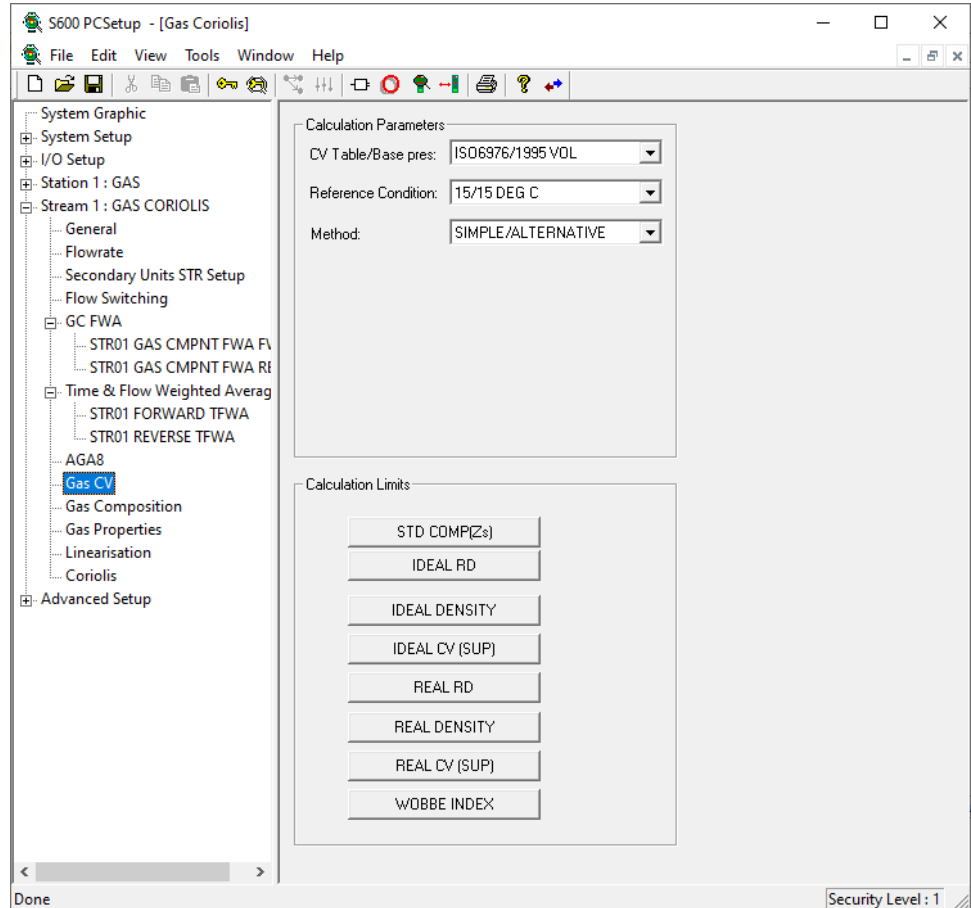 S600 PCSetup - [Gas Coriolis]
File Edit View Tools Window Help
System Graphic
System Setup
I/O Setup
Station 1 : GAS
Stream 1 : GAS CORIOLIS
General
Flowrate
Secondary Units STR Setup
Flow Switching
GC FWA
STR01 GAS CMPNT FWA FV
STR01 GAS CMPNT FWA RE
Time & Flow Weighted Averag
STR01 FORWARD TFWA
STR01 REVERSE TFWA
AGA8
Gas CV
Gas Composition
Gas Properties
Linearisation
Coriolis
Advanced Setup
Calculation Parameters
CV Table/Base pres: ISO6976/1995 VOL
Reference Condition: 15/15 DEG C
Method: SIMPLE/ALTERNATIVE
Calculation Limits
STD COMP(Zs)
IDEAL RD
IDEAL DENSITY
IDEAL CV (SUP)
REAL RD
REAL DENSITY
REAL CV (SUP)
WOBBE INDEX
Done
Security Level : 1